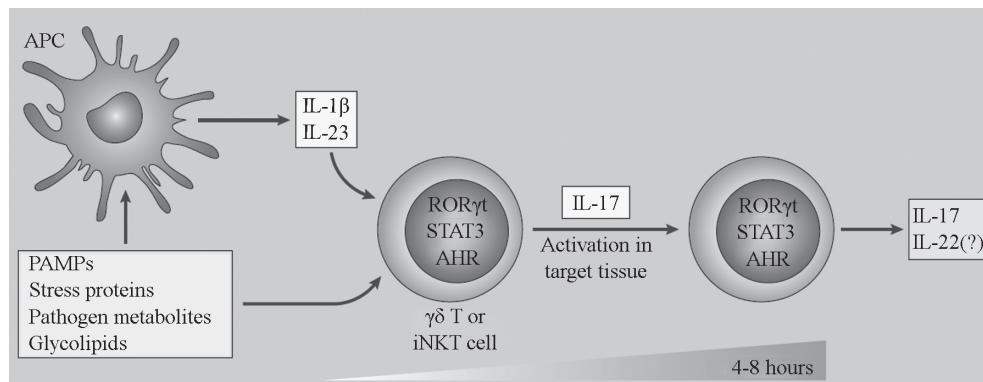 APC
IL-1β
IL-23
RORγt
STAT3
AHR
γδ T or
iNKT cell
IL-17
Activation in
target tissue
RORγt
STAT3
AHR
IL-17
IL-22(?)
PAMPs
Stress proteins
Pathogen metabolites
Glycolipids
4-8 hours